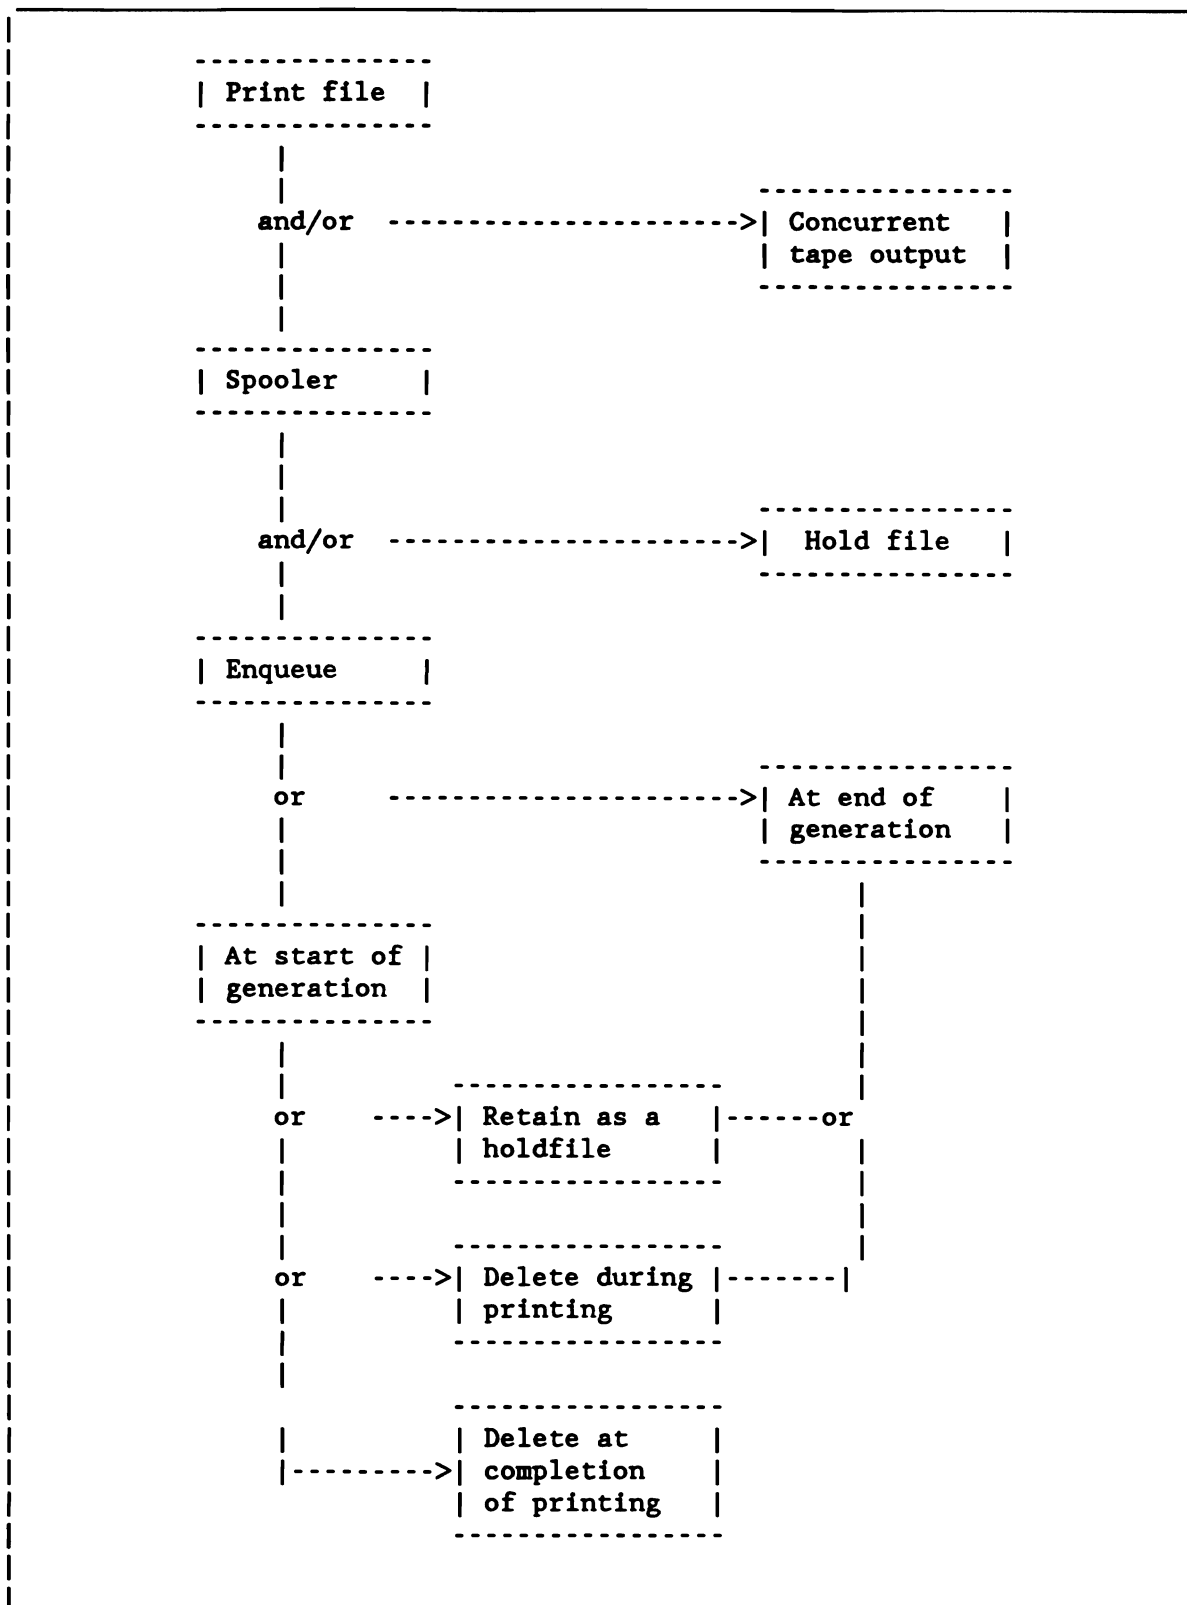 Print file
and/or
Concurrent
tape output
Spooler
and/or
Hold file
Enqueue
or
At end of
generation
At start of
generation
or
Retain as a
holdfile
or
or
Delete during
printing
Delete at
completion
of printing